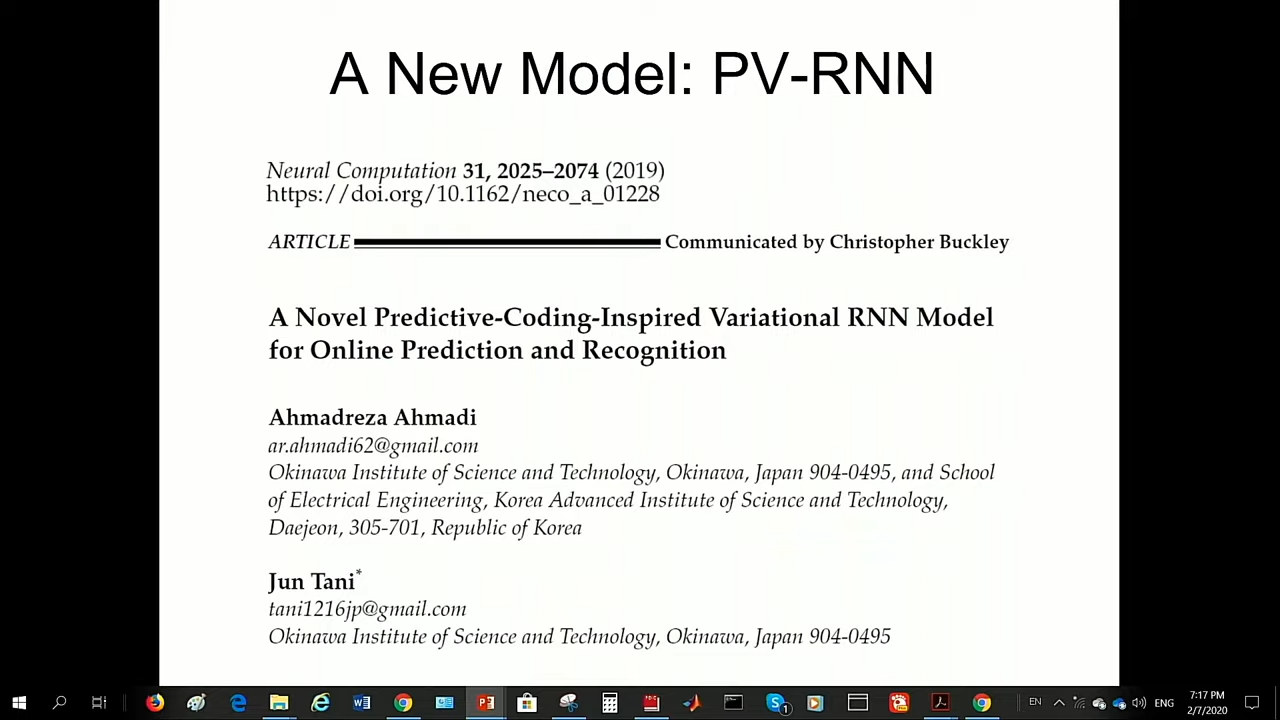 A New Model: PV-RNN
Neural Computation 31, 2025–2074 (2019)
https://doi.org/10.1162/neco_a_01228
ARTICLE Communicated by Christopher Buckley
A Novel Predictive-Coding-Inspired Variational RNN Model
for Online Prediction and Recognition
Ahmadreza Ahmadi
ar.ahmadi62@gmail.com
Okinawa Institute of Science and Technology, Okinawa, Japan 904-0495, and School
of Electrical Engineering, Korea Advanced Institute of Science and Technology,
Daejeon, 305-701, Republic of Korea
Jun Tani*
tani1216jp@gmail.com
Okinawa Institute of Science and Technology, Okinawa, Japan 904-0495
EN ENG 7:17 PM
2/7/2020